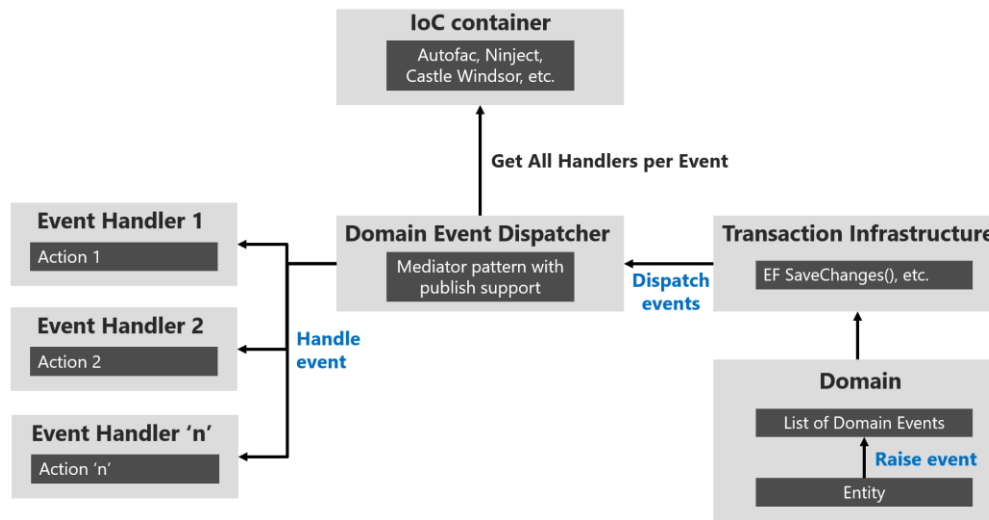 IoC container
Autofac, Ninject,
Castle Windsor, etc.
Get All Handlers per Event
Event Handler 1
Action 1
Domain Event Dispatcher
Mediator pattern with
publish support
Transaction Infrastructure
EF SaveChanges(), etc.
Dispatch
events
Event Handler 2
Action 2
Handle
event
Domain
List of Domain Events
Raise event
Entity
Event Handler ‘n’
Action ‘n’